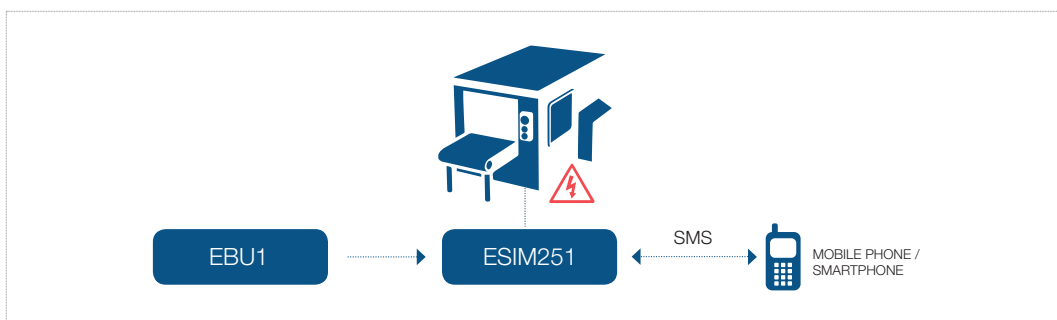 EBU1
ESIM251
SMS
MOBILE PHONE /
SMARTPHONE